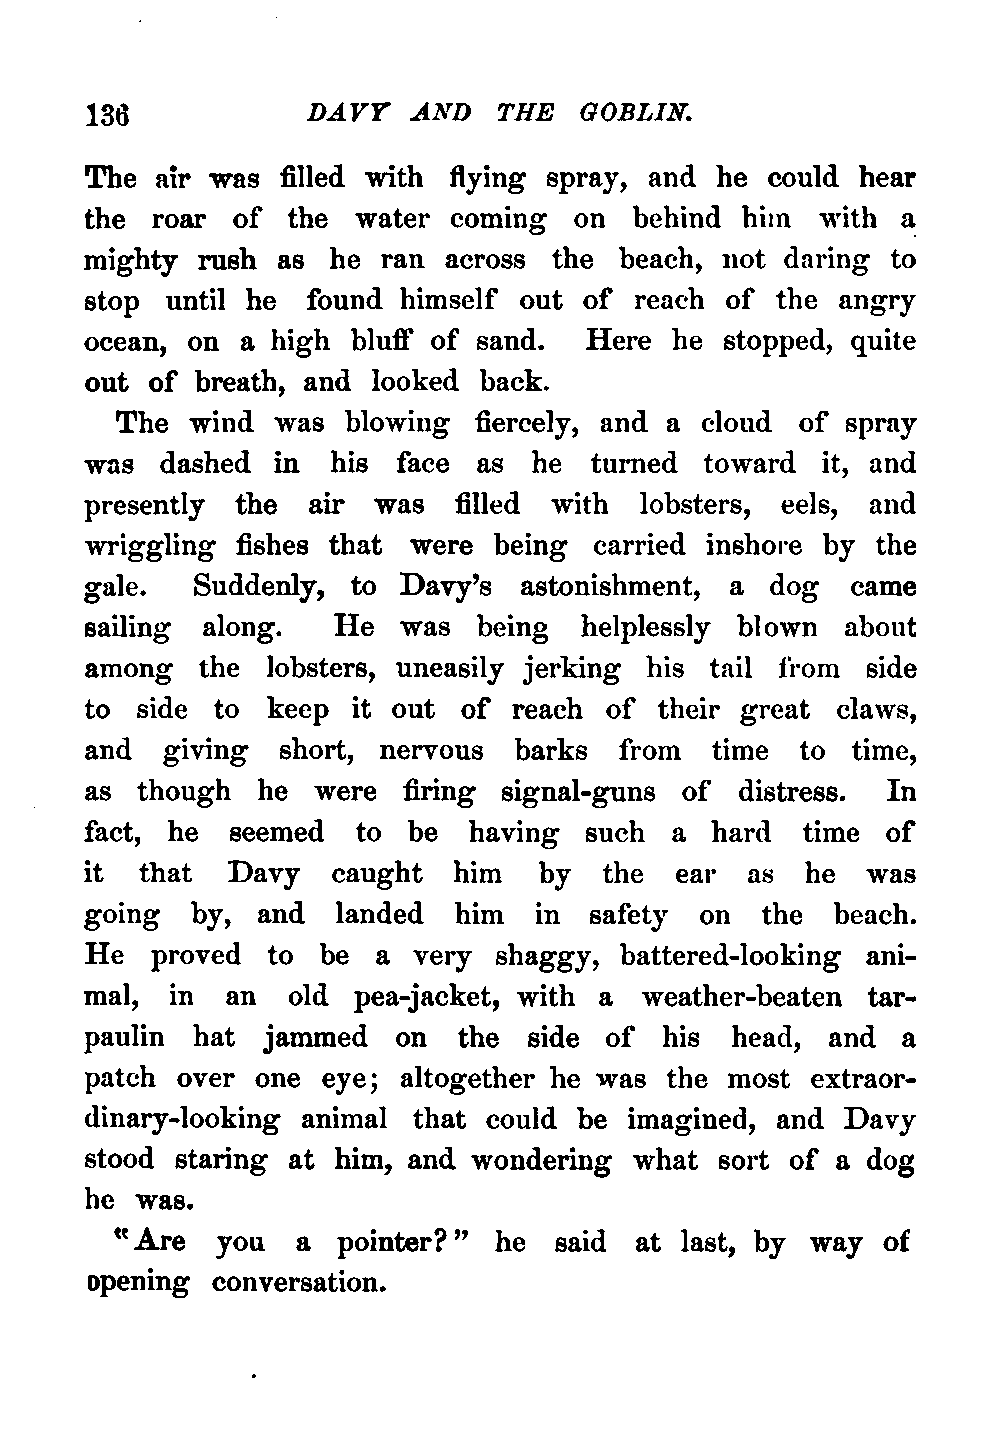 136 DAVY AND THE GOBLIN.
The air was filled with flying spray, and he could hear
the roar of the water coming on behind him with a
mighty rush as he ran across the beach, not daring to
stop until he found himself out of reach of the angry
ocean, on a high bluff of sand. Here he stopped, quite
out of breath, and looked back.
The wind was blowing fiercely, and a cloud of spray
was dashed in his face as he turned toward it, and
presently the air was filled with lobsters, eels, and
wriggling fishes that were being carried inshore by the
gale. Suddenly, to Davy's astonishment, a dog came
sailing along. He was being helplessly blown about
among the lobsters, uneasily jerking his tail from side
to side to keep it out of reach of their great claws,
and giving short, nervous barks from time to time,
as though he were firing signal-guns of distress. In
fact, he seemed to be having such a hard time of
it that Davy caught him by the ear as he was
going by, and landed him in safety on the beach.
He proved to be a very shaggy, battered-looking ani-
mal, in an old pea-jacket, with a weather-beaten tar-
paulin hat jammed on the side of his head, and a
patch over one eye; altogether he was the most extraor-
dinary-looking animal that could be imagined, and Davy
stood staring at him, and wondering what sort of a dog
he was.
"Are you a pointer?" he said at last, by way of
opening conversation.